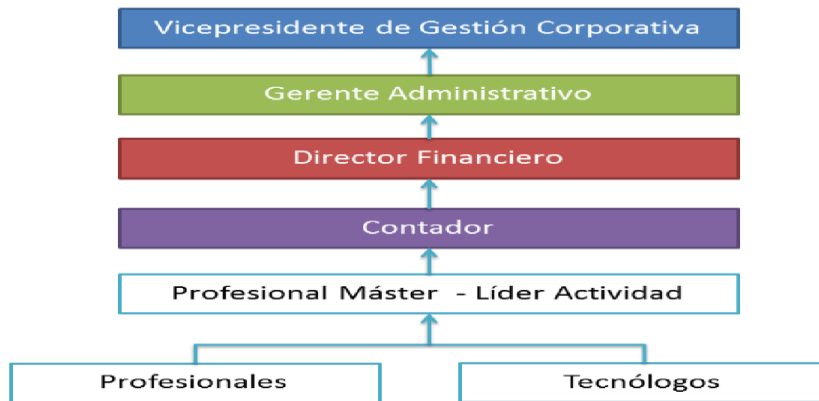 Vicepresidente de Gestión Corporativa
Gerente Administrativo
Director Financiero
Contador
Profesional Máster - Líder Actividad
Profesionales
Tecnólogos